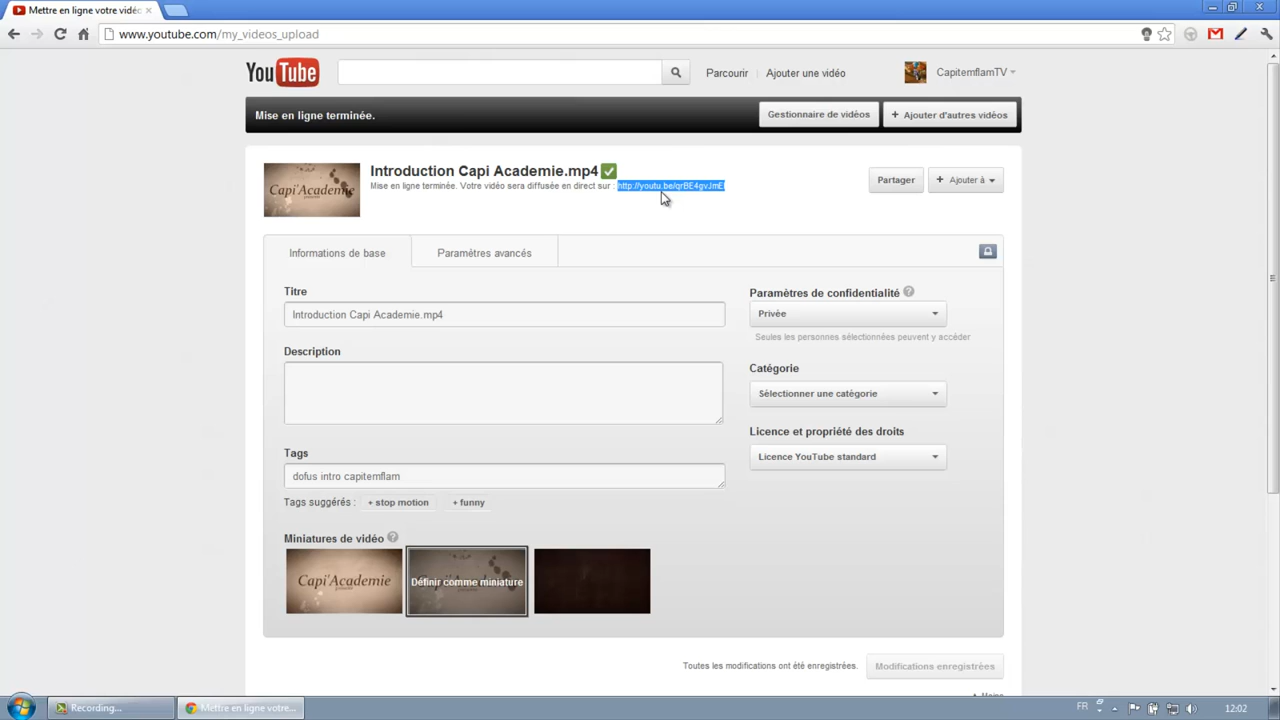 Mettre en ligne votre vidéo
www.youtube.com/my_videos_upload
YouTube
Parcourir
Ajouter une vidéo
CapitemflamTV
Mise en ligne terminée.
Gestionnaire de vidéos
+ Ajouter d'autres vidéos
Capi'Academie
Introduction Capi Academie.mp4
Mise en ligne terminée. Votre vidéo sera diffusée en direct sur :
Partager
+ Ajouter à
Informations de base
Paramètres avancés
Titre
Introduction Capi Academie.mp4
Paramètres de confidentialité ?
Privée
Seules les personnes sélectionnées peuvent y accéder
Description
Catégorie
Sélectionner une catégorie
Licence et propriété des droits
Licence YouTube standard
Tags
dofus intro capitemflam
Tags suggérés : + stop motion + funny
Miniatures de vidéo ?
Capi'Academie
Définir comme miniature
Toutes les modifications ont été enregistrées.
Modifications enregistrées
Recording...
Mettre en ligne votre...
FR
12:02